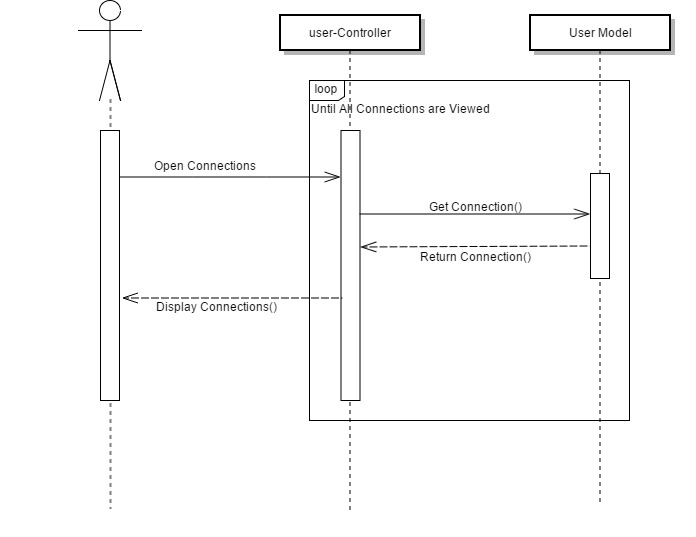 user-Controller
User Model
loop
Until All Connections are Viewed
Open Connections
Get Connection()
Return Connection()
Display Connections()